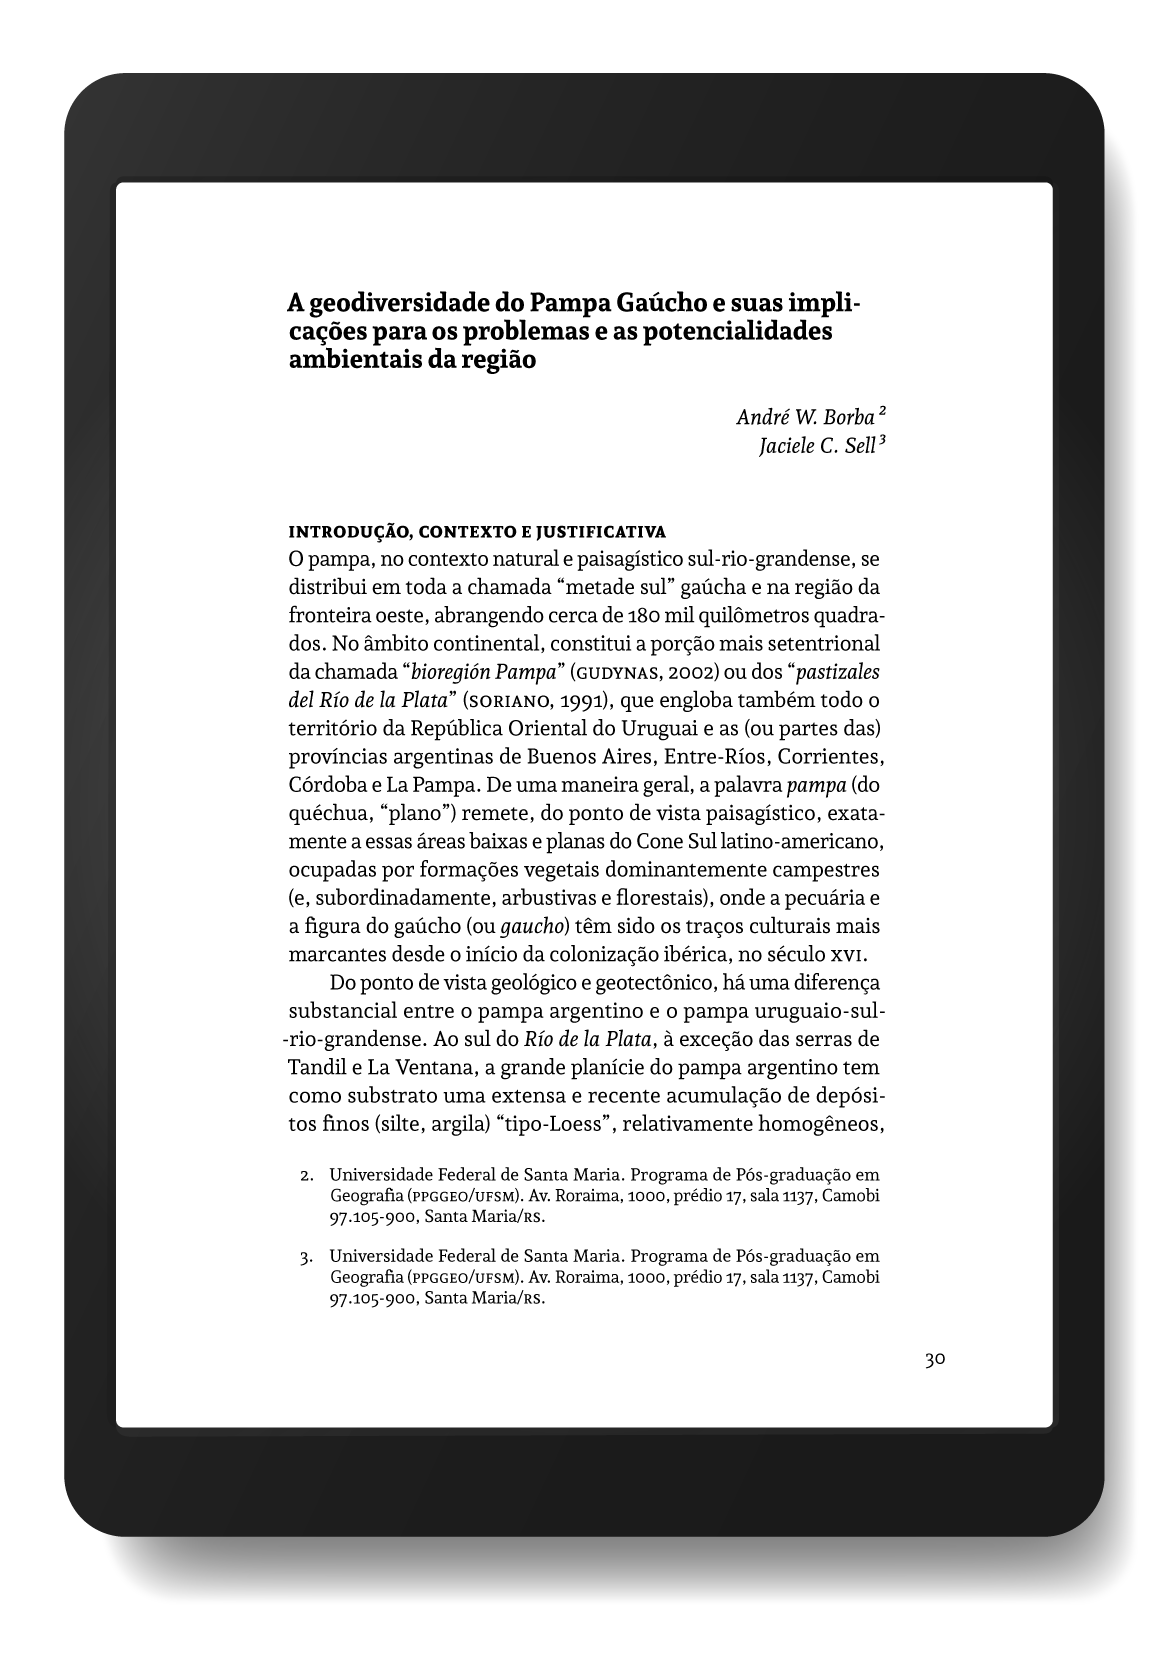 A geodiversidade do Pampa Gaúcho e suas impli-
cações para os problemas e as potencialidades
ambientais da região
André W. Borba ²
Jaciele C. Sell ³
INTRODUÇÃO, CONTEXTO E JUSTIFICATIVA
O pampa, no contexto natural e paisagístico sul-rio-grandense, se
distribui em toda a chamada “metade sul” gaúcha e na região da
fronteira oeste, abrangendo cerca de 180 mil quilômetros quadra-
dos. No âmbito continental, constitui a porção mais setentrional
da chamada “bioregión Pampa” (GUDYNAS, 2002) ou dos “pastizales
del Río de la Plata” (SORIANO, 1991), que engloba também todo o
território da República Oriental do Uruguai e as (ou partes das)
províncias argentinas de Buenos Aires, Entre-Ríos, Corrientes,
Córdoba e La Pampa. De uma maneira geral, a palavra pampa (do
quéchua, “plano”) remete, do ponto de vista paisagístico, exata-
mente a essas áreas baixas e planas do Cone Sul latino-americano,
ocupadas por formações vegetais dominantemente campestres
(e, subordinadamente, arbustivas e florestais), onde a pecuária e
a figura do gaúcho (ou gaucho) têm sido os traços culturais mais
marcantes desde o início da colonização ibérica, no século XVI.
Do ponto de vista geológico e geotectônico, há uma diferença
substancial entre o pampa argentino e o pampa uruguaio-sul-
-rio-grandense. Ao sul do Río de la Plata, à exceção das serras de
Tandil e La Ventana, a grande planície do pampa argentino tem
como substrato uma extensa e recente acumulação de depósi-
tos finos (silte, argila) “tipo-Loess”, relativamente homogêneos,
2. Universidade Federal de Santa Maria. Programa de Pós-graduação em
Geografia (PPGGEO/UFSM). Av. Roraima, 1000, prédio 17, sala 1137, Camobi
97.105-900, Santa Maria/RS.
3. Universidade Federal de Santa Maria. Programa de Pós-graduação em
Geografia (PPGGEO/UFSM). Av. Roraima, 1000, prédio 17, sala 1137, Camobi
97.105-900, Santa Maria/RS.
30